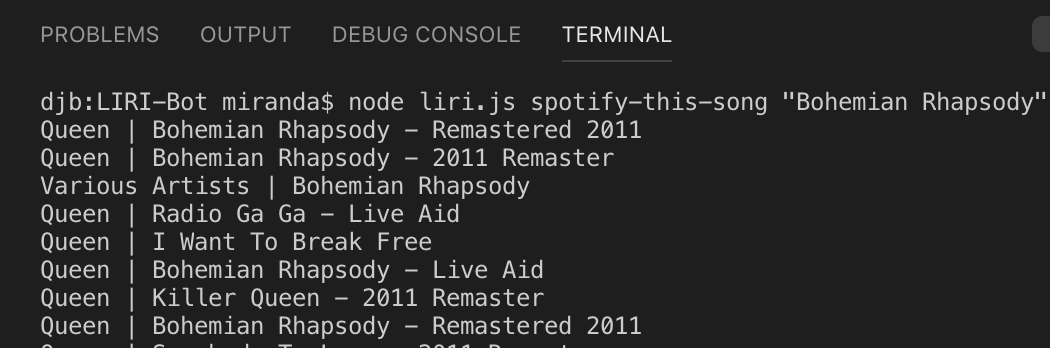 PROBLEMS OUTPUT DEBUG CONSOLE TERMINAL
djb:LIRI-Bot miranda$ node liri.js spotify-this-song "Bohemian Rhapsody"
Queen | Bohemian Rhapsody - Remastered 2011
Queen | Bohemian Rhapsody - 2011 Remaster
Various Artists | Bohemian Rhapsody
Queen | Radio Ga Ga - Live Aid
Queen | I Want To Break Free
Queen | Bohemian Rhapsody - Live Aid
Queen | Killer Queen - 2011 Remaster
Queen | Bohemian Rhapsody - Remastered 2011